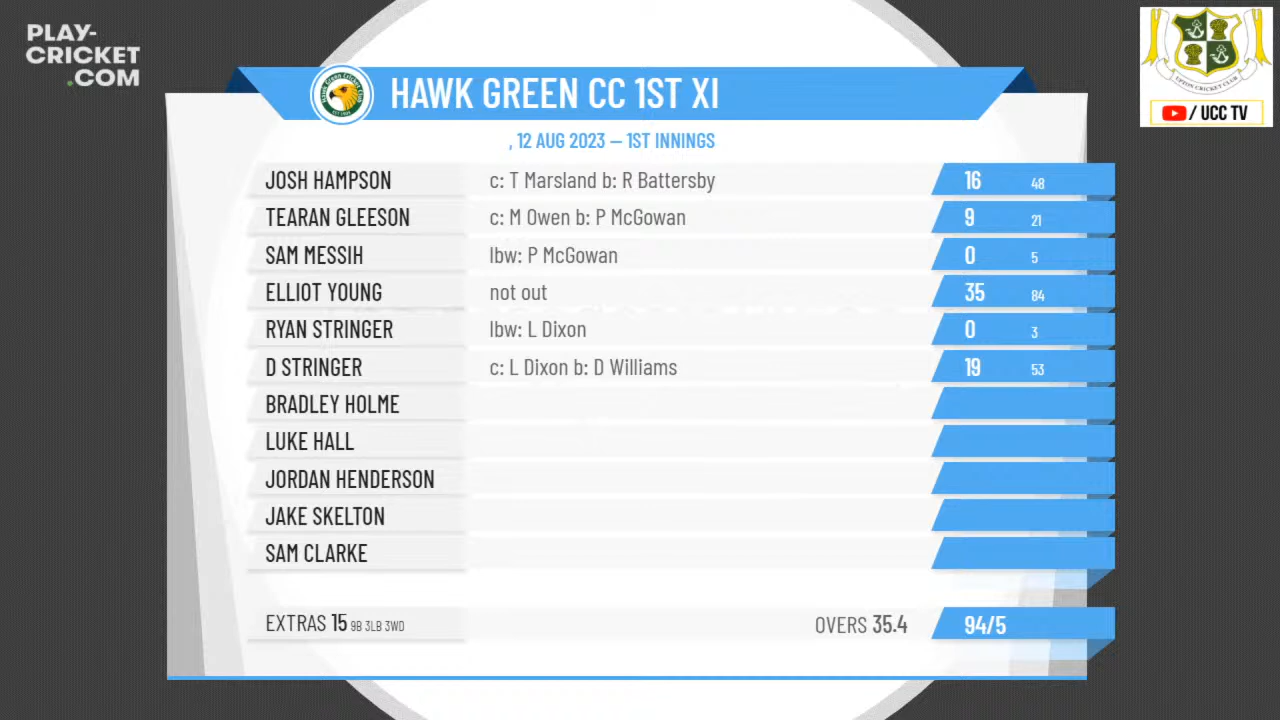 PLAY-
CRICKET
.COM
UPTON CRICKET CLUB
/ UCC TV
HAWK GREEN CC 1ST XI
, 12 AUG 2023 – 1ST INNINGS
JOSH HAMPSON c: T Marsland b: R Battersby 16 48
TEARAN GLEESON c: M Owen b: P McGowan 9 21
SAM MESSIH lbw: P McGowan 0 5
ELLIOT YOUNG not out 35 84
RYAN STRINGER lbw: L Dixon 0 3
D STRINGER c: L Dixon b: D Williams 19 53
BRADLEY HOLME
LUKE HALL
JORDAN HENDERSON
JAKE SKELTON
SAM CLARKE
EXTRAS 15 9B 3LB 3WD OVERS 35.4 94/5